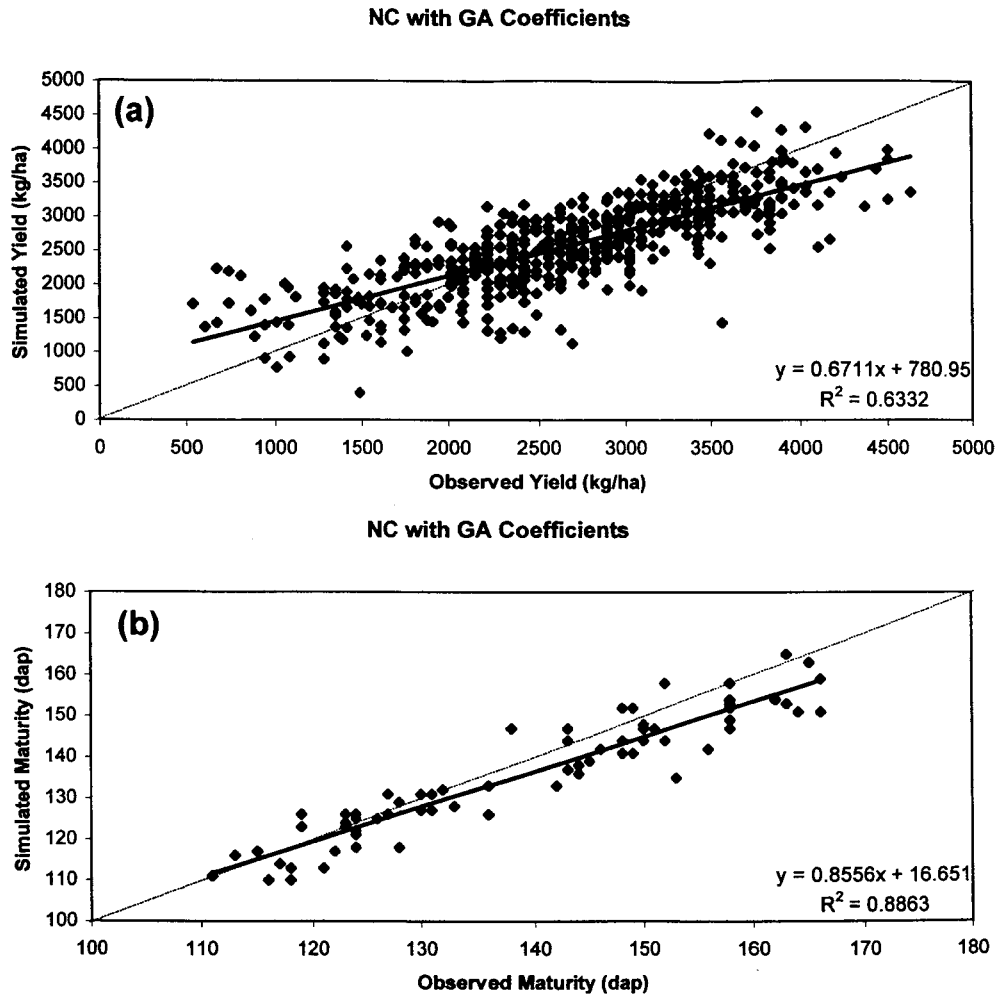 NC with GA Coefficients
(a)
5000
4500
4000
3500
3000
2500
2000
1500
1000
500
0
Simulated Yield (kg/ha)
y = 0.6711x + 780.95
R² = 0.6332
0 500 1000 1500 2000 2500 3000 3500 4000 4500 5000
Observed Yield (kg/ha)
NC with GA Coefficients
(b)
180
170
160
150
140
130
120
110
100
Simulated Maturity (dap)
y = 0.8556x + 16.651
R² = 0.8863
100 110 120 130 140 150 160 170 180
Observed Maturity (dap)